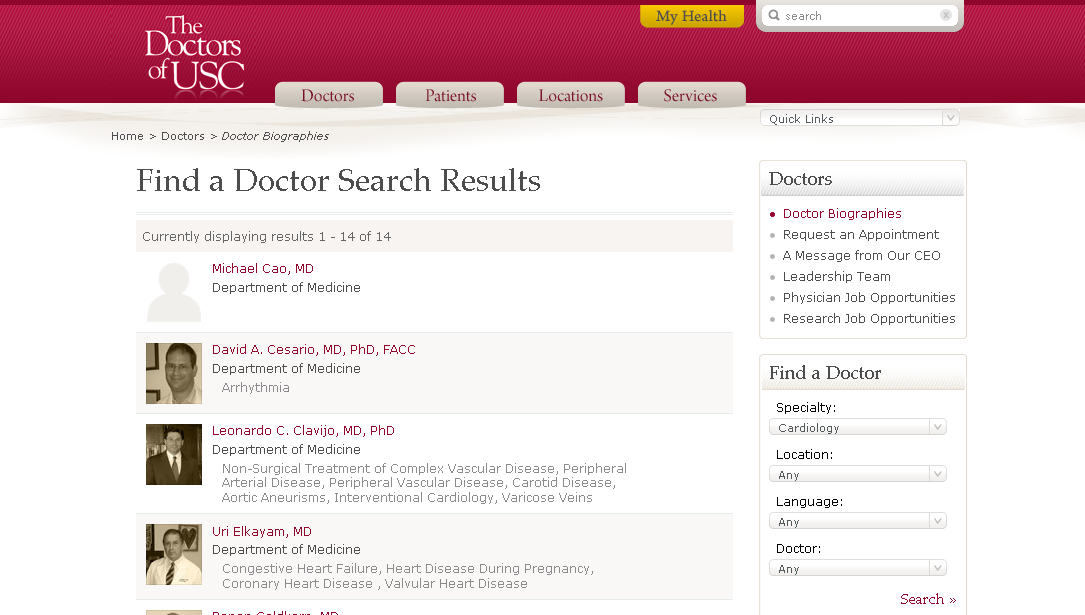 The
Doctors
of USC
My Health
search
Doctors
Patients
Locations
Services
Quick Links
Home > Doctors > Doctor Biographies
Find a Doctor Search Results
Currently displaying results 1 - 14 of 14
Michael Cao, MD
Department of Medicine
David A. Cesario, MD, PhD, FACC
Department of Medicine
Arrhythmia
Leonardo C. Clavijo, MD, PhD
Department of Medicine
Non-Surgical Treatment of Complex Vascular Disease, Peripheral
Arterial Disease, Peripheral Vascular Disease, Carotid Disease,
Aortic Aneurisms, Interventional Cardiology, Varicose Veins
Uri Elkayam, MD
Department of Medicine
Congestive Heart Failure, Heart Disease During Pregnancy,
Coronary Heart Disease , Valvular Heart Disease
Doctors
Doctor Biographies
Request an Appointment
A Message from Our CEO
Leadership Team
Physician Job Opportunities
Research Job Opportunities
Find a Doctor
Specialty:
Cardiology
Location:
Any
Language:
Any
Doctor:
Any
Search »